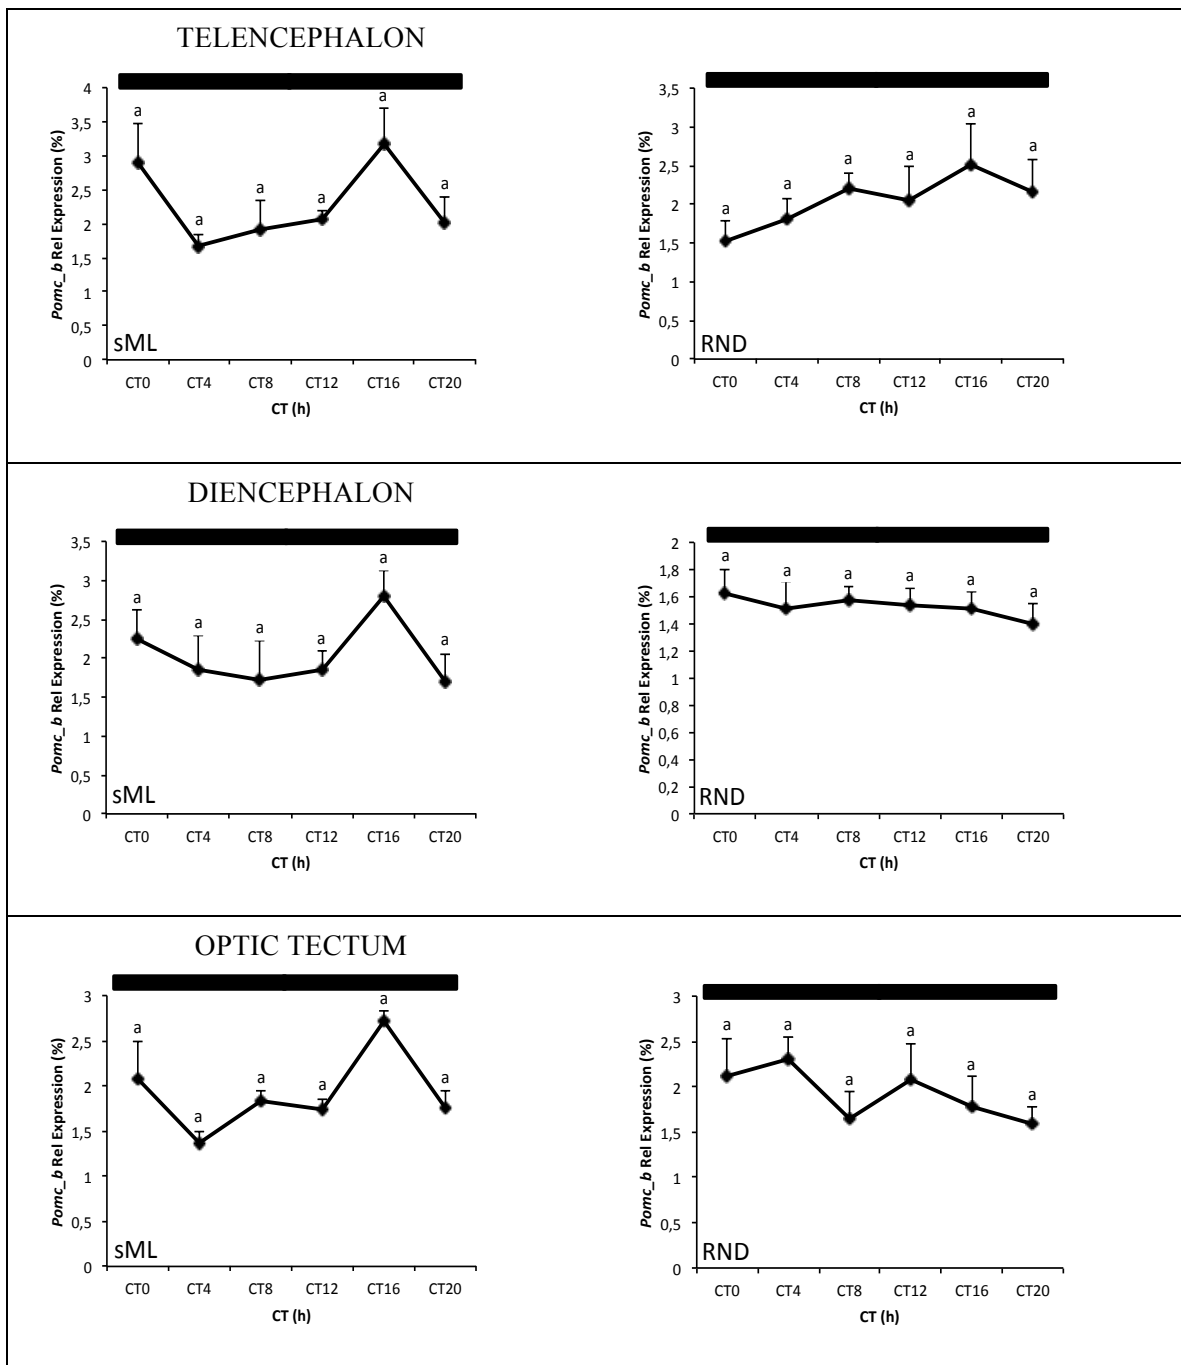 TELENCEPHALON
4
3,5
3
2,5
2
1,5
1
0,5
0
Pomc_b Rel Expression (%)
a a a a a a
sML
CT0 CT4 CT8 CT12 CT16 CT20
CT (h)
3,5
3
2,5
2
1,5
1
0,5
0
Pomc_b Rel Expression (%)
a a a a a a
RND
CT0 CT4 CT8 CT12 CT16 CT20
CT (h)
DIENCEPHALON
3,5
3
2,5
2
1,5
1
0,5
0
Pomc_b Rel Expression (%)
a a a a a a
sML
CT0 CT4 CT8 CT12 CT16 CT20
CT (h)
2
1,8
1,6
1,4
1,2
1
0,8
0,6
0,4
0,2
0
Pomc_b Rel Expression (%)
a a a a a a
RND
CT0 CT4 CT8 CT12 CT16 CT20
CT (h)
OPTIC TECTUM
3
2,5
2
1,5
1
0,5
0
Pomc_b Rel Expression (%)
a a a a a a
sML
CT0 CT4 CT8 CT12 CT16 CT20
CT (h)
3
2,5
2
1,5
1
0,5
0
Pomc_b Rel Expression (%)
a a a a a a
RND
CT0 CT4 CT8 CT12 CT16 CT20
CT (h)